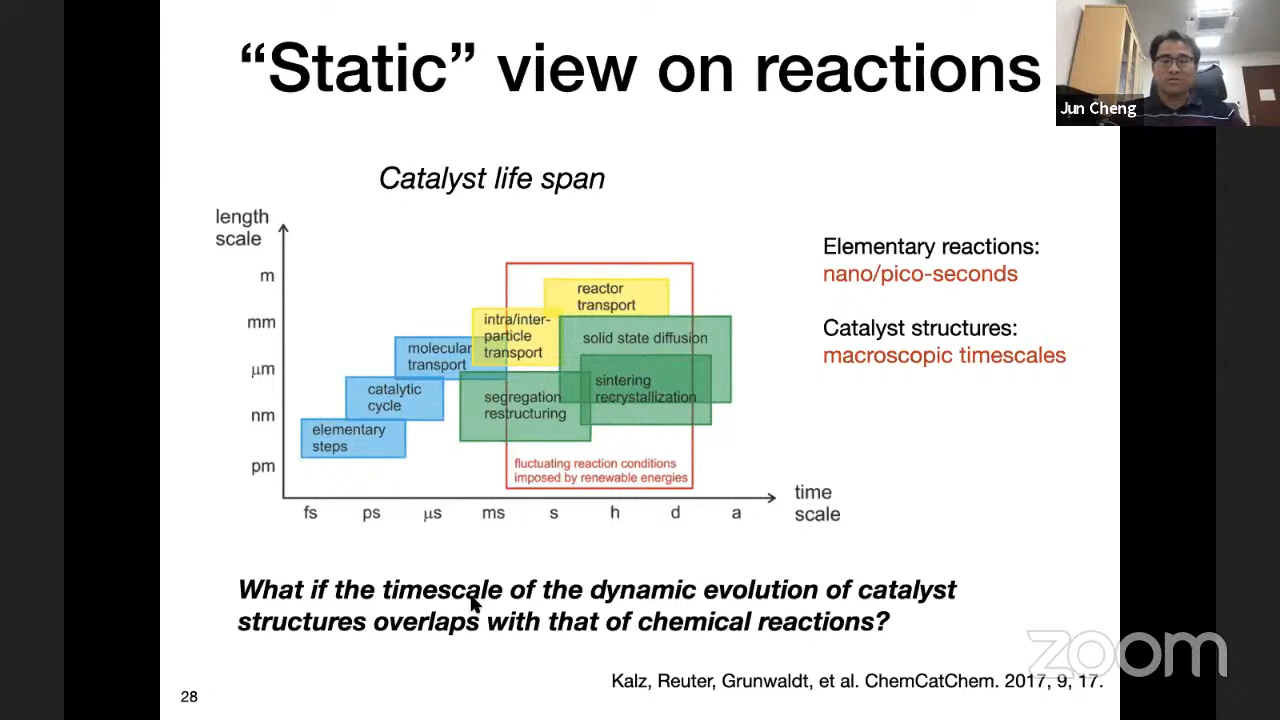 “Static” view on reactions
Jun Cheng
Catalyst life span
length
scale
m
mm
µm
nm
pm
reactor
transport
intra/inter-
particle
transport
solid state diffusion
molecular
transport
sintering
recrystallization
catalytic
cycle
segregation
restructuring
elementary
steps
fluctuating reaction conditions
imposed by renewable energies
fs
ps
µs
ms
s
h
d
a
time
scale
Elementary reactions:
nano/pico-seconds
Catalyst structures:
macroscopic timescales
What if the timescale of the dynamic evolution of catalyst
structures overlaps with that of chemical reactions?
zoom
Kalz, Reuter, Grunwaldt, et al. ChemCatChem. 2017, 9, 17.
28